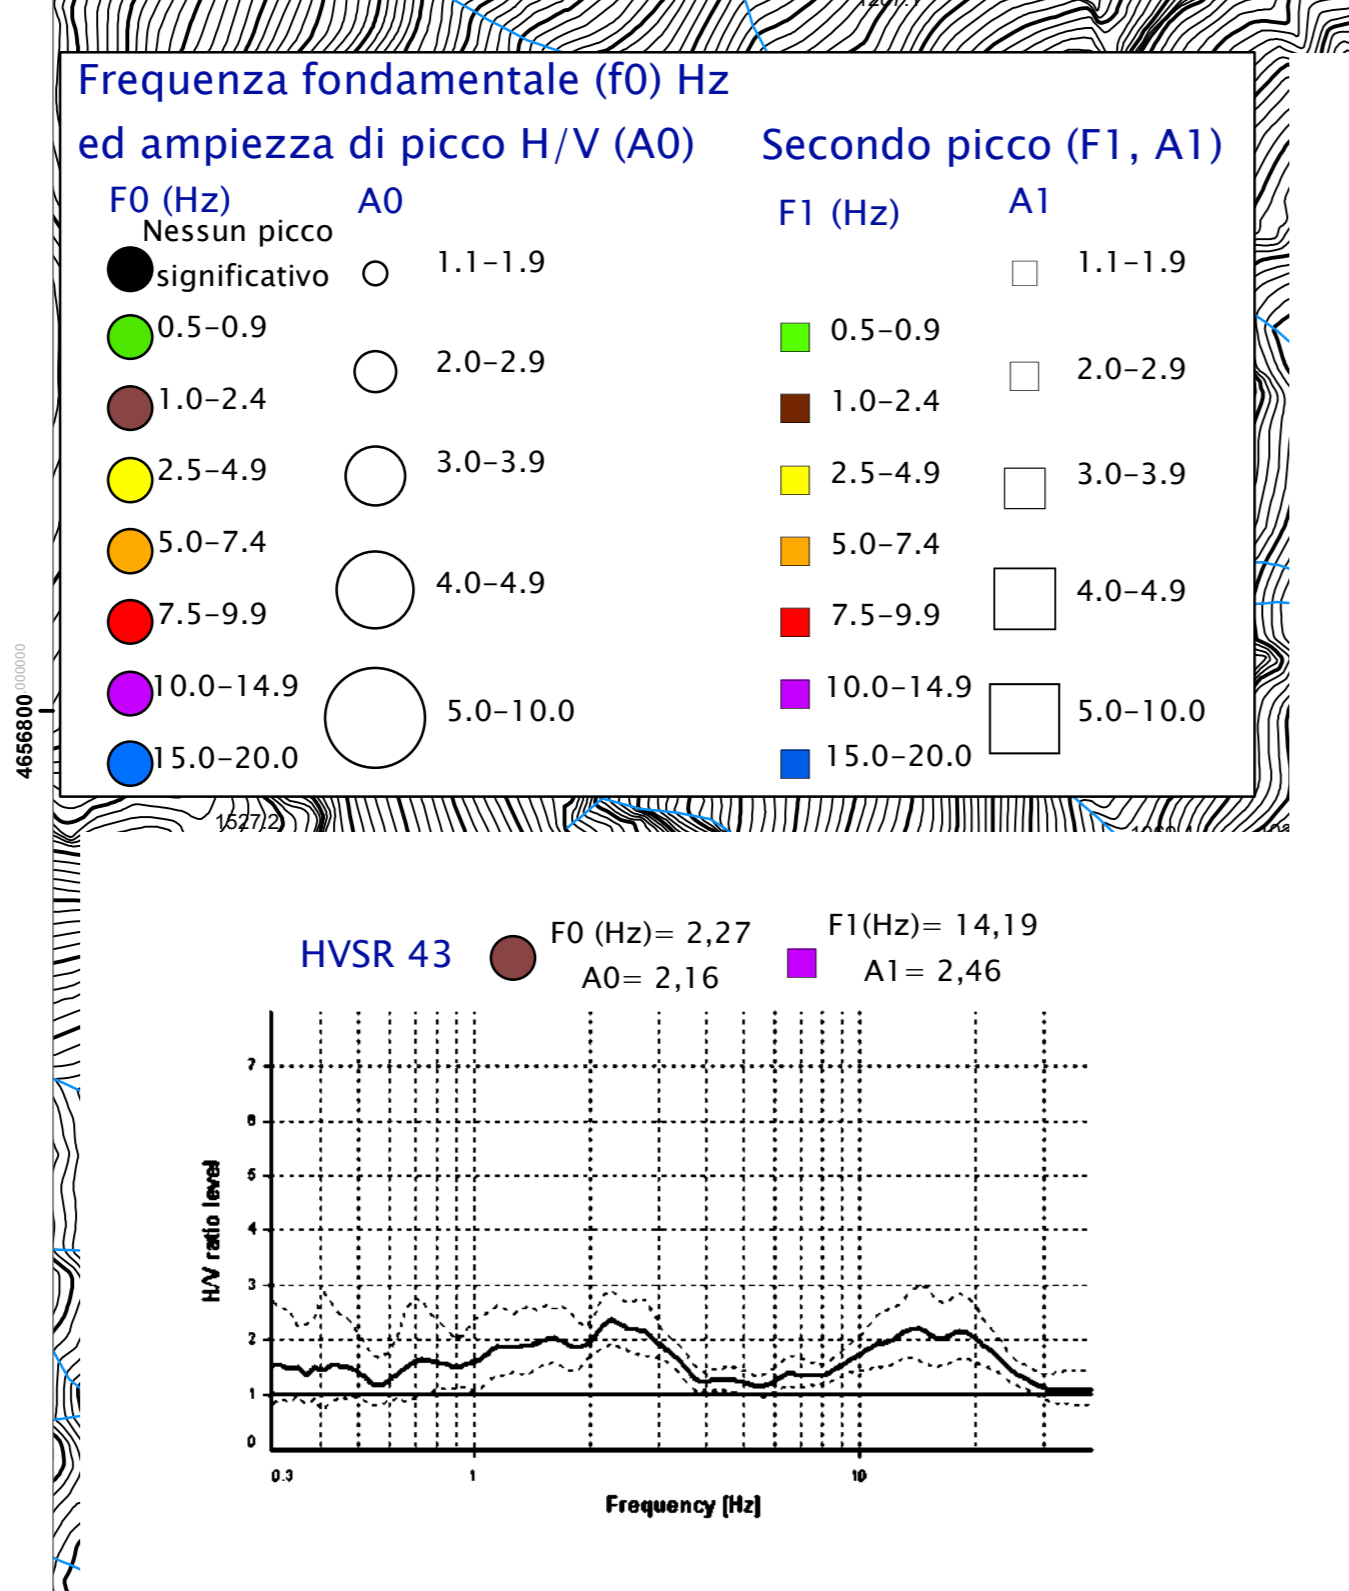 Frequenza fondamentale (f0) Hz
ed ampiezza di picco H/V (A0)
Secondo picco (F1, A1)
F0 (Hz)
A0
F1 (Hz)
A1
Nessun picco
significativo
1.1-1.9
1.1-1.9
0.5-0.9
2.0-2.9
0.5-0.9
2.0-2.9
1.0-2.4
3.0-3.9
1.0-2.4
3.0-3.9
2.5-4.9
2.5-4.9
5.0-7.4
4.0-4.9
5.0-7.4
4.0-4.9
7.5-9.9
7.5-9.9
10.0-14.9
5.0-10.0
10.0-14.9
5.0-10.0
15.0-20.0
15.0-20.0
4656800,000000
1527.2
HVSR 43
F0 (Hz)= 2,27
A0= 2,16
F1(Hz)= 14,19
A1= 2,46
7
6
5
4
3
2
1
0
H/V ratio level
0.3
1
10
Frequency [Hz]